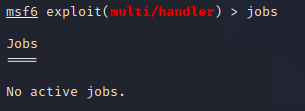 msf6 exploit(multi/handler) > jobs
Jobs
====
No active jobs.